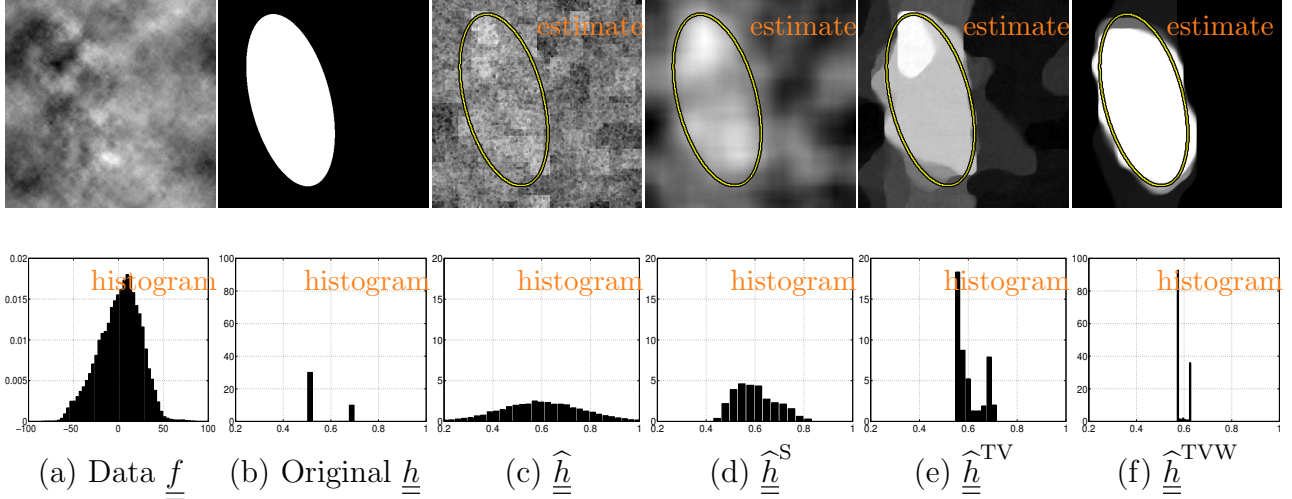 estimate estimate estimate estimate
histogram histogram histogram histogram histogram histogram
0.02 0.015 0.01 0.005 0 −100 −50 0 50 100
100 80 60 40 20 0 0.2 0.4 0.6 0.8 1
20 15 10 5 0 0.2 0.4 0.6 0.8 1
20 15 10 5 0 0.2 0.4 0.6 0.8 1
20 15 10 5 0 0.2 0.4 0.6 0.8 1
100 80 60 40 20 0 0.2 0.4 0.6 0.8 1
(a) Data f (b) Original h (c) ĥ (d) ĥ^S (e) ĥ^TV (f) ĥ^TVW